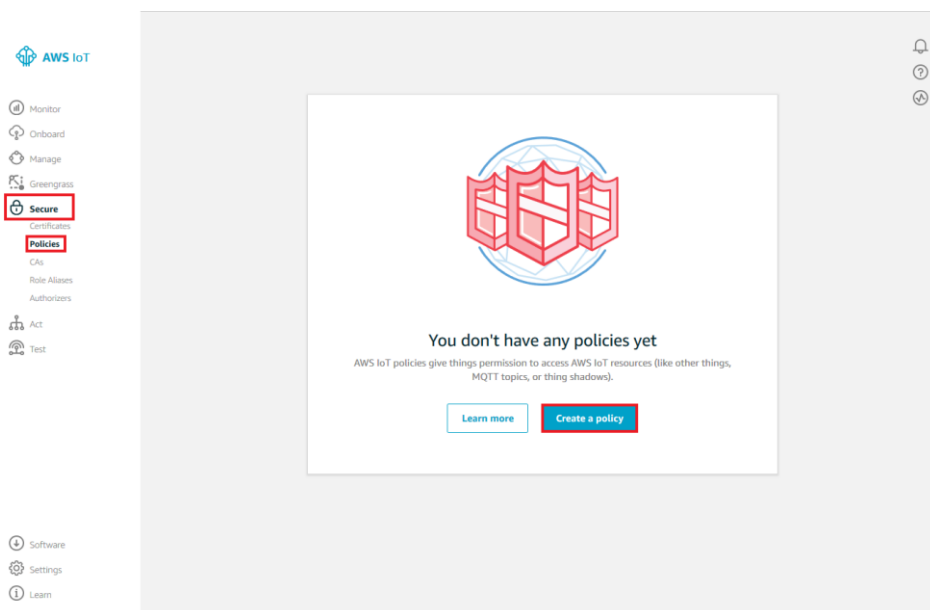 AWS IoT
Monitor
Onboard
Manage
Greengrass
Secure
Certificates
Policies
CAs
Role Aliases
Authorizers
Act
Test
Software
Settings
Learn
You don't have any policies yet
AWS IoT policies give things permission to access AWS IoT resources (like other things,
MQTT topics, or thing shadows).
Learn more
Create a policy